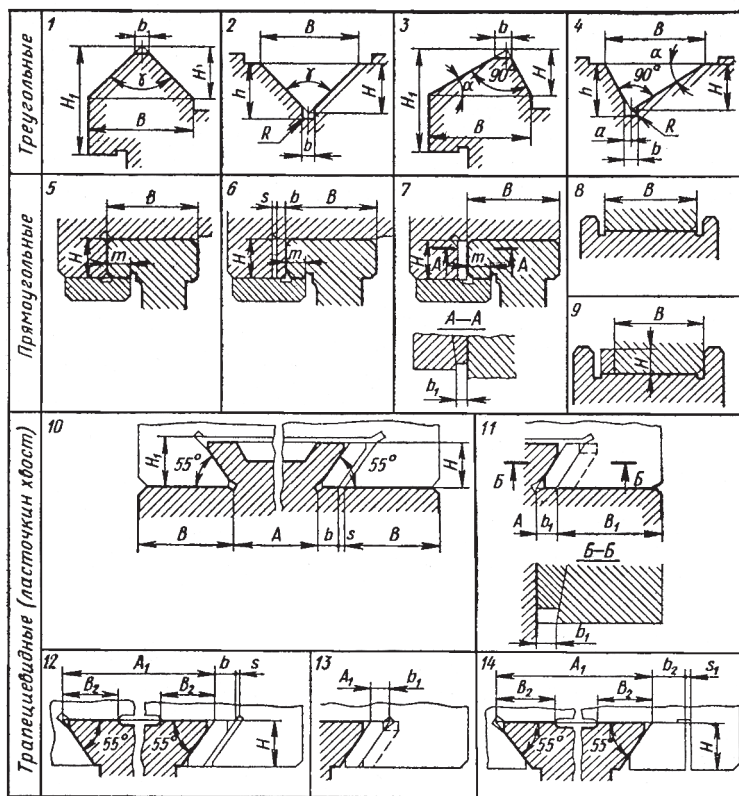 Треугольные
1
b
H₁
H
γ
B
2
B
h
γ
H
R
b
3
b
H₁
α
90°
H
B
4
B
α
h
90°
H
a
b
R
Прямоугольные
5
B
H
m
6
s
b
B
H
m
7
B
H
A
m
A
A—A
b₁
8
B
9
B
H
Трапециевидные (ласточкин хвост)
10
H₁
55°
55°
H
B
A
b
s
B
11
Б
Б
A
b₁
B₁
Б—Б
b₁
12
A₁
b
s
B₂
B₂
55°
55°
H
13
A₁
b₁
14
A₁
b₂
s₁
B₂
B₂
55°
55°
H